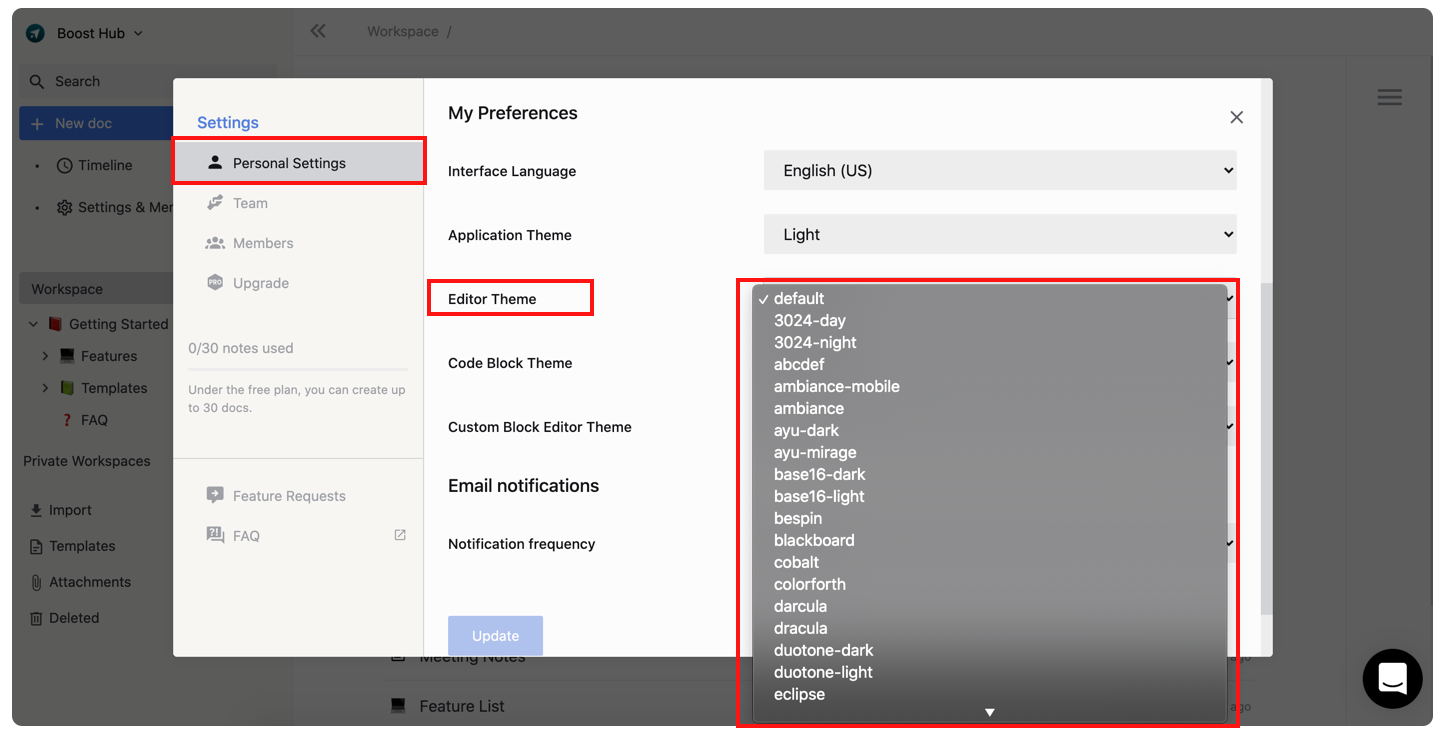 Boost Hub
Workspace /
Search
New doc
Timeline
Settings & Mer
Workspace
Getting Started
Features
Templates
FAQ
Private Workspaces
Import
Templates
Attachments
Deleted
Settings
Personal Settings
Team
Members
PRO Upgrade
0/30 notes used
Under the free plan, you can create up
to 30 docs.
Feature Requests
FAQ
My Preferences
Interface Language
English (US)
Application Theme
Light
Editor Theme
Code Block Theme
Custom Block Editor Theme
Email notifications
Notification frequency
Update
✓ default
3024-day
3024-night
abcdef
ambiance-mobile
ambiance
ayu-dark
ayu-mirage
base16-dark
base16-light
bespin
blackboard
cobalt
colorforth
darcula
dracula
duotone-dark
duotone-light
eclipse
Meeting Notes
ago
Feature List
ago